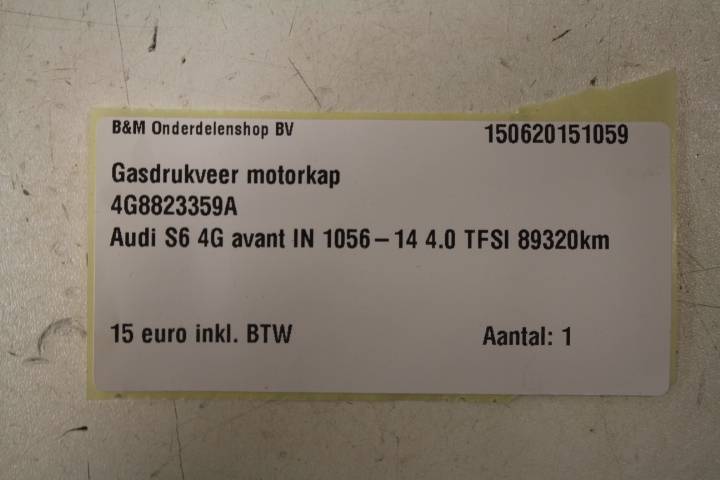 B&M Onderdelenshop BV 150620151059
Gasdrukveer motorkap
4G8823359A
Audi S6 4G avant IN 1056-14 4.0 TFSI 89320km
15 euro inkl. BTW Aantal: 1